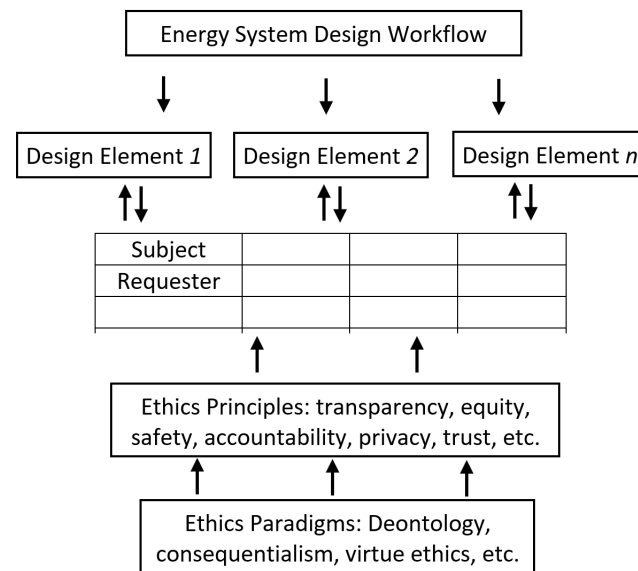 Energy System Design Workflow
Design Element 1
Design Element 2
Design Element n
Subject
Requester
Ethics Principles: transparency, equity,
safety, accountability, privacy, trust, etc.
Ethics Paradigms: Deontology,
consequentialism, virtue ethics, etc.